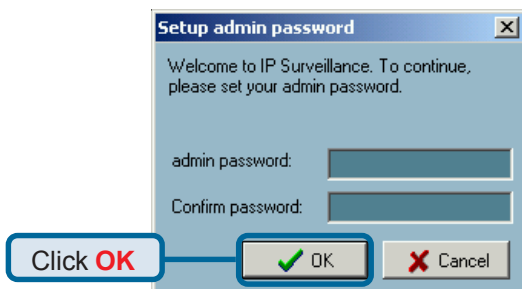 Setup admin password
Welcome to IP Surveillance. To continue,
please set your admin password.
admin password:
Confirm password:
Click OK
OK
Cancel